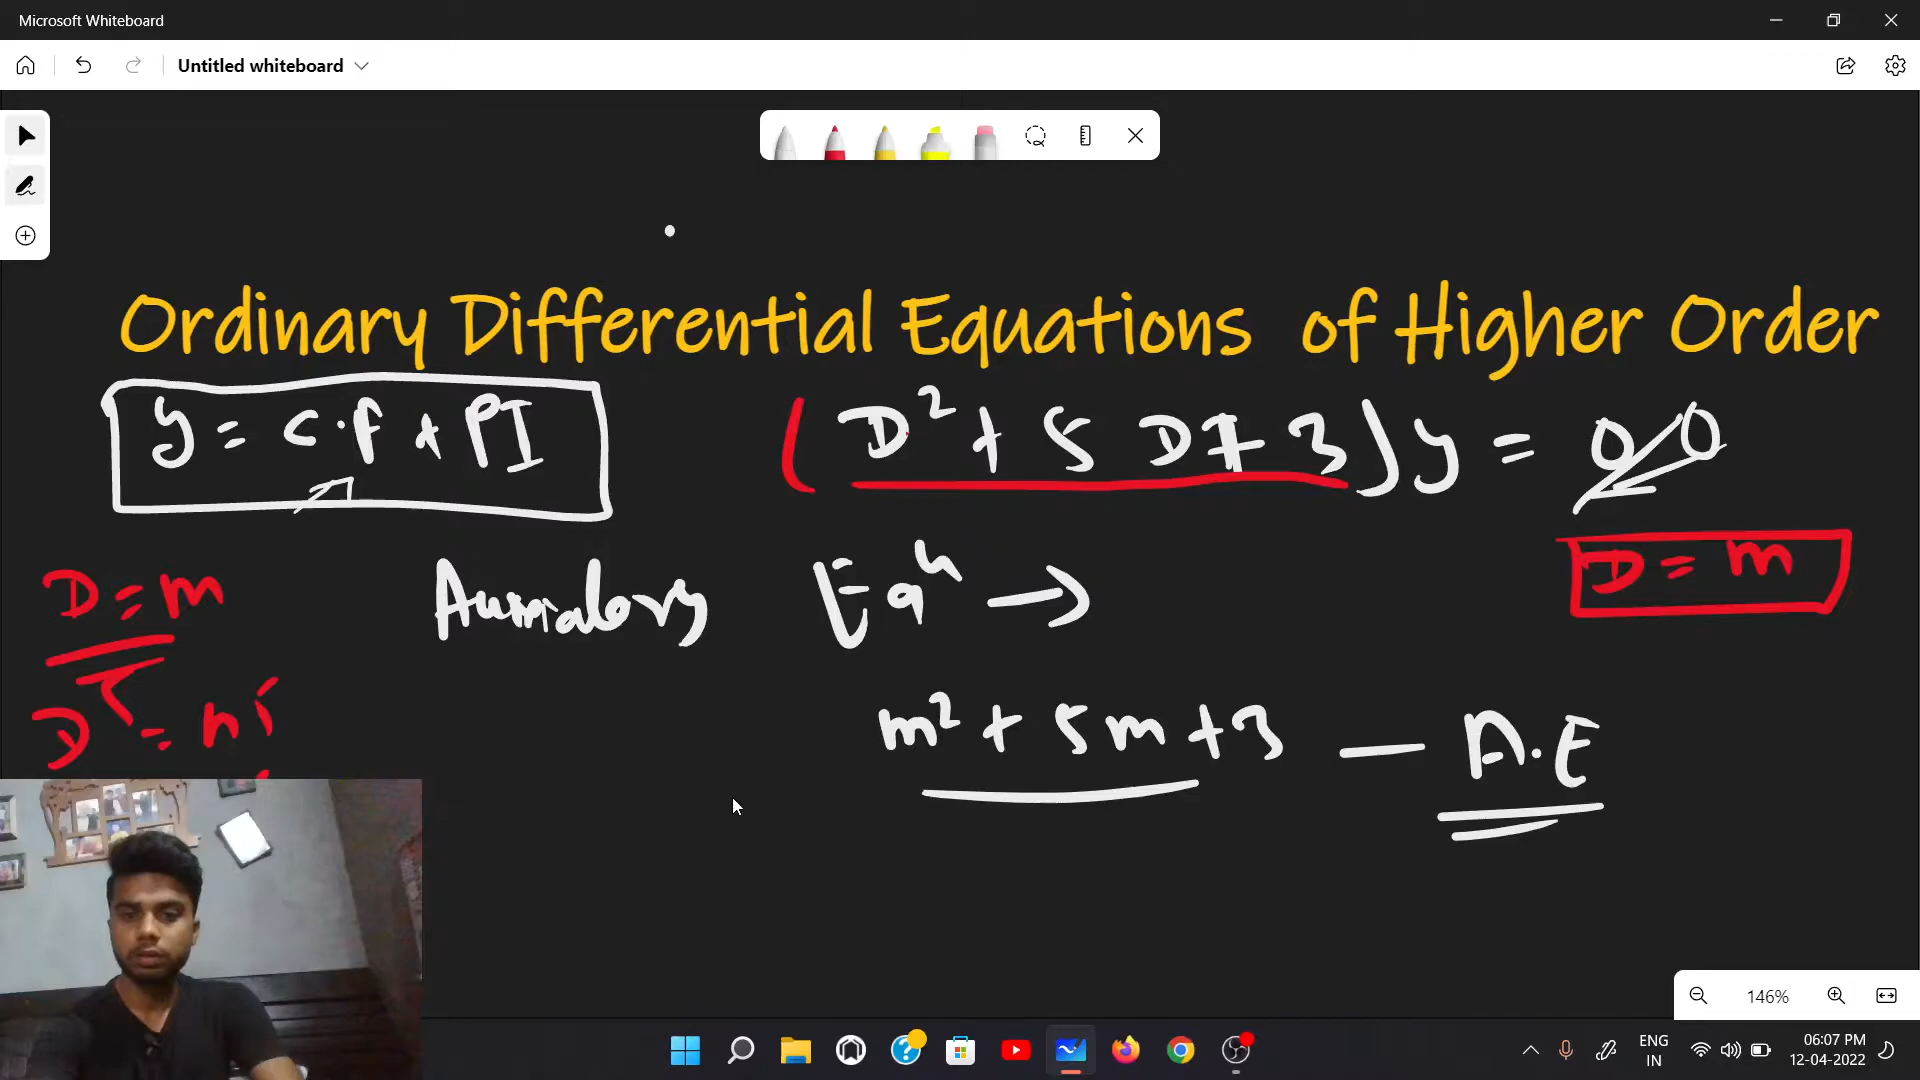 Microsoft Whiteboard
Untitled whiteboard
Ordinary Differential Equations of Higher Order
y = C.F + PI
(D² + 5D + 3)y = 0
D = m
D = m
Eqⁿ →
m² + 5m + 3 — A.E
146%
ENG
IN
06:07 PM
12-04-2022